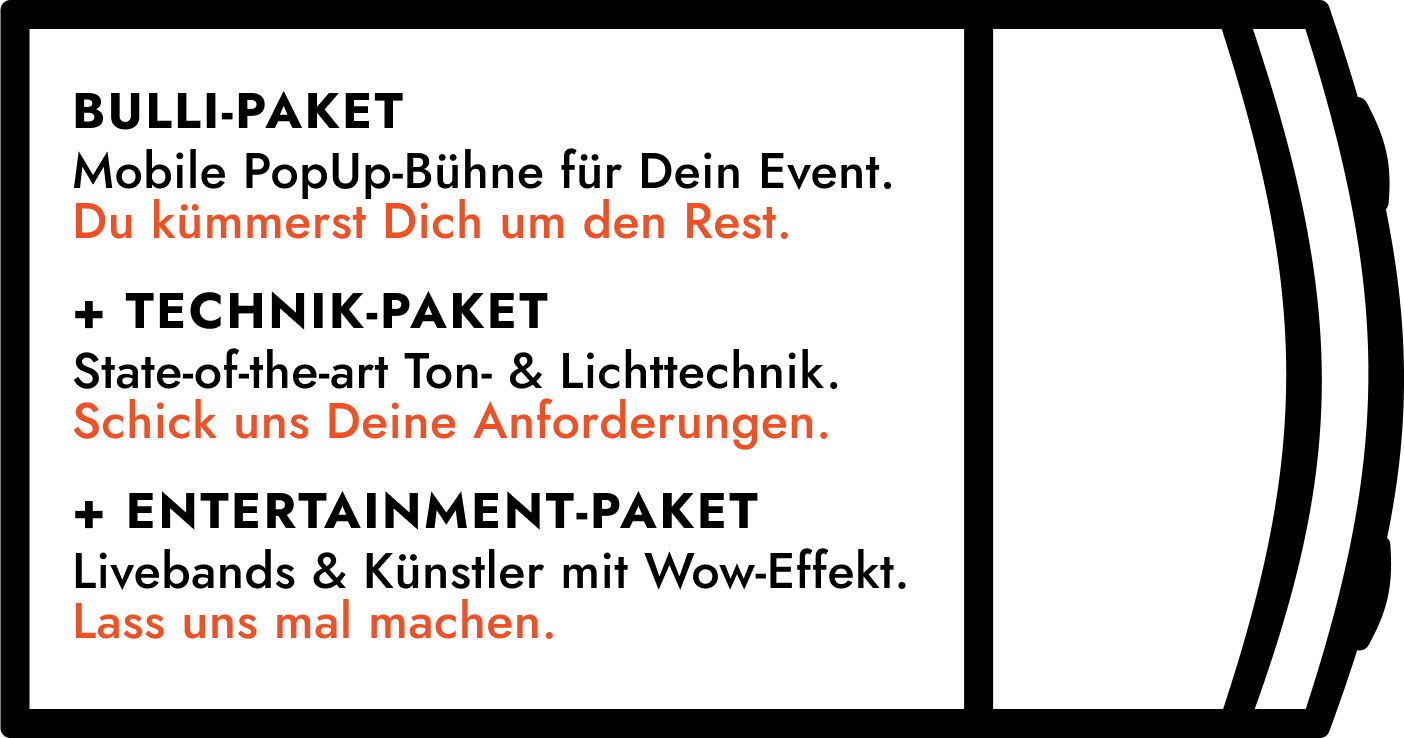 BULLI-PAKET
Mobile PopUp-Bühne für Dein Event.
Du kümmerst Dich um den Rest.
+ TECHNIK-PAKET
State-of-the-art Ton- & Lichttechnik.
Schick uns Deine Anforderungen.
+ ENTERTAINMENT-PAKET
Livebands & Künstler mit Wow-Effekt.
Lass uns mal machen.